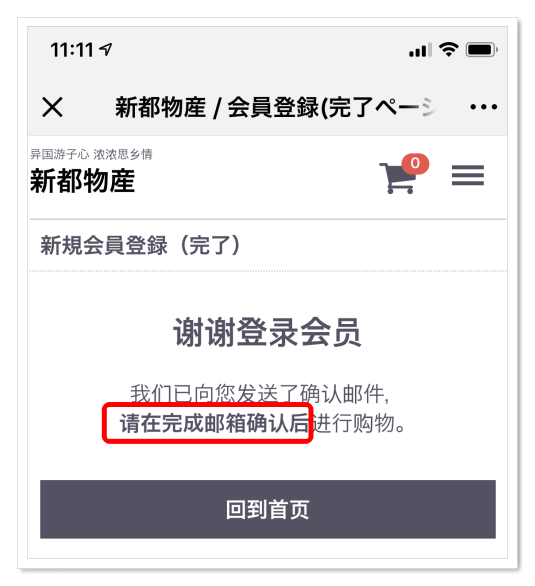 11:11
新都物産 / 会員登録(完了ページ
异国游子心 浓浓思乡情
新都物産
0
新規会員登録（完了）
谢谢登录会员
我们已向您发送了确认邮件,
请在完成邮箱确认后进行购物。
回到首页